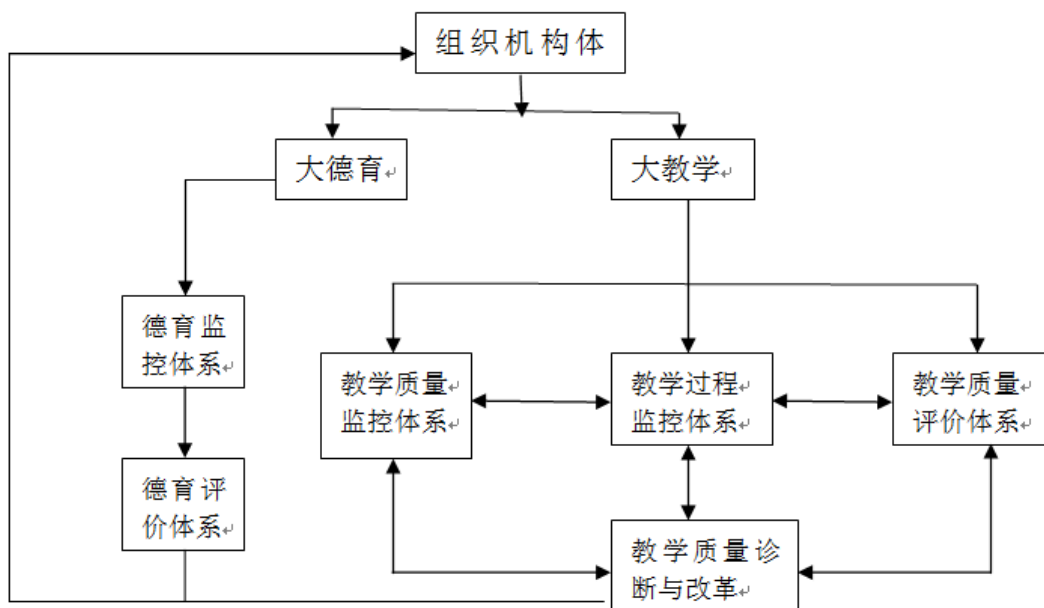 组织机构体
大德育
大教学
德育监
控体系
教学质量
监控体系
教学过程
监控体系
教学质量
评价体系
德育评
价体系
教学质量诊
断与改革